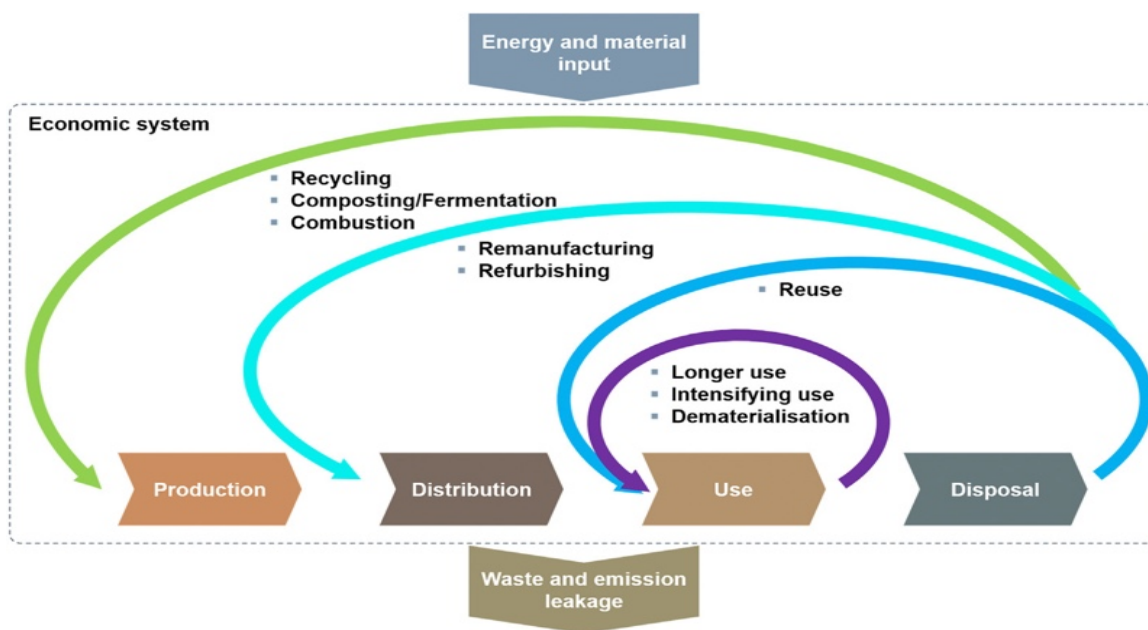 Energy and material
input
Economic system
Recycling
Composting/Fermentation
Combustion
Remanufacturing
Refurbishing
Reuse
Longer use
Intensifying use
Dematerialisation
Production
Distribution
Use
Disposal
Waste and emission
leakage